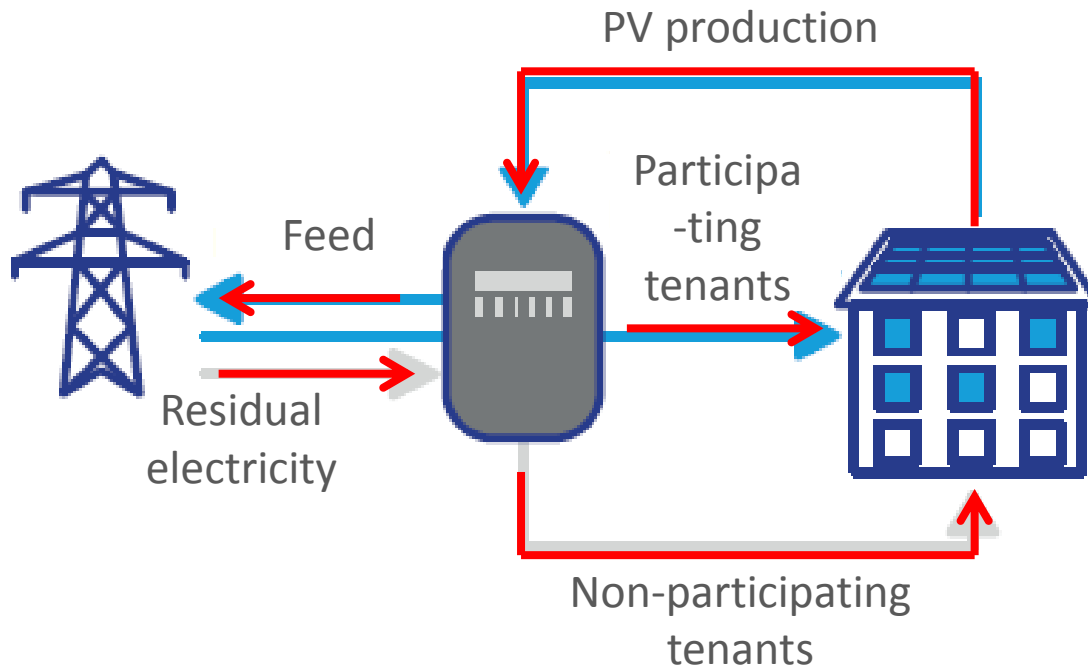 PV production
Participa
-ting
tenants
Feed
Residual
electricity
Non-participating
tenants